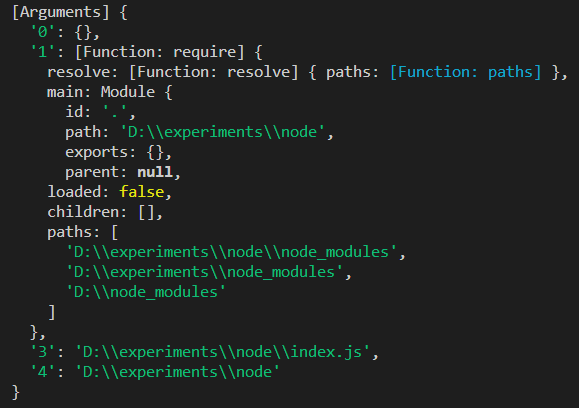 [Arguments] {
  '0': {},
  '1': [Function: require] {
    resolve: [Function: resolve] { paths: [Function: paths] },
    main: Module {
      id: '.',
      path: 'D:\\experiments\\node',
      exports: {},
      parent: null,
    loaded: false,
    children: [],
    paths: [
      'D:\\experiments\\node\\node_modules',
      'D:\\experiments\\node_modules',
      'D:\\node_modules'
    ]
  },
  '3': 'D:\\experiments\\node\\index.js',
  '4': 'D:\\experiments\\node'
}